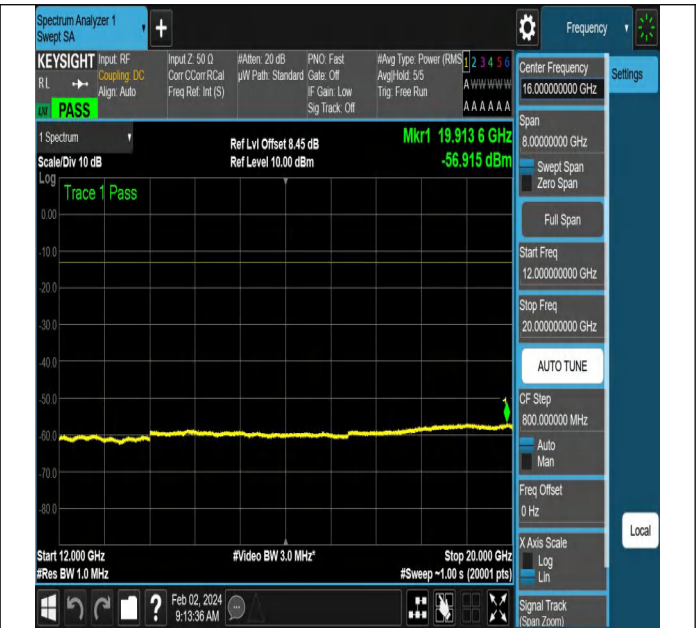 Spectrum Analyzer 1
Swept SA
+
Frequency
KEYSIGHT
RL
PASS
Input: RF
Coupling: DC
Align: Auto
Input Z: 50 Ω
Corr CCorr RCal
Freq Ref: Int (S)
#Atten: 20 dB
µW Path: Standard
PNO: Fast
Gate: Off
IF Gain: Low
Sig Track: Off
#Avg Type: Power (RMS
Avg|Hold: 5/5
Trig: Free Run
1 2 3 4 5 6
A W W W W W
A A A A A A
1 Spectrum
Scale/Div 10 dB
Log
Ref Lvl Offset 8.45 dB
Ref Level 10.00 dBm
Mkr1 19.913 6 GHz
-56.915 dBm
Trace 1 Pass
0.00
-10.0
-20.0
-30.0
-40.0
-50.0
-60.0
-70.0
-80.0
1
Start 12.000 GHz
#Res BW 1.0 MHz
#Video BW 3.0 MHz*
Stop 20.000 GHz
#Sweep ~1.00 s (20001 pts)
?
Feb 02, 2024
9:13:36 AM
Center Frequency
16.000000000 GHz
Settings
Span
8.00000000 GHz
Swept Span
Zero Span
Full Span
Start Freq
12.000000000 GHz
Stop Freq
20.000000000 GHz
AUTO TUNE
CF Step
800.000000 MHz
Auto
Man
Freq Offset
0 Hz
X Axis Scale
Log
Lin
Local
Signal Track
(Span Zoom)